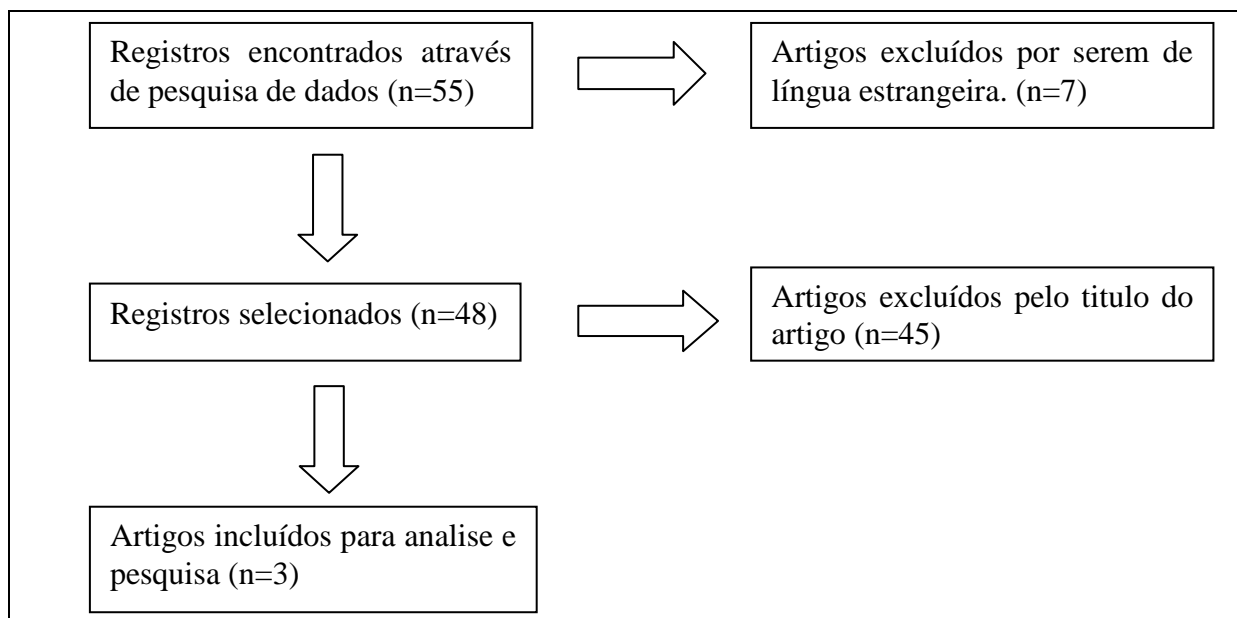 Registros encontrados através
de pesquisa de dados (n=55)
Artigos excluídos por serem de
língua estrangeira. (n=7)
Registros selecionados (n=48)
Artigos excluídos pelo titulo do
artigo (n=45)
Artigos incluídos para analise e
pesquisa (n=3)